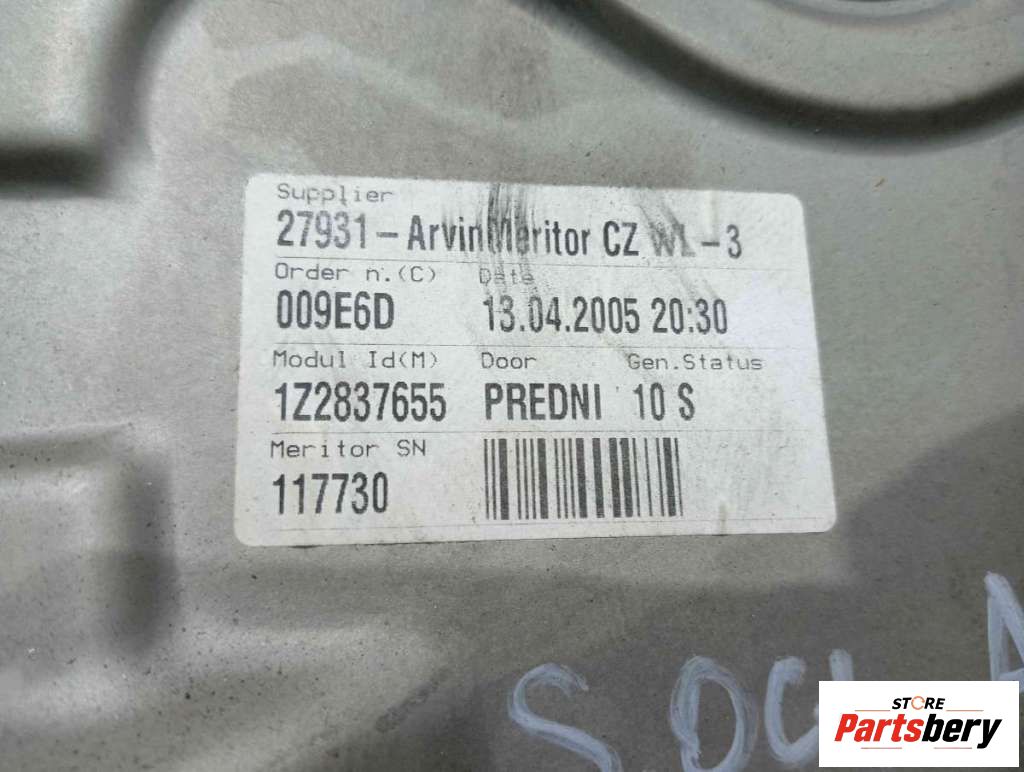 Supplier
27931-ArvinMeritor CZ WL-3
Order n.(C) Date
009E6D 13.04.2005 20:30
Modul Id(M) Door Gen.Status
1Z2837655 PREDNI 10 S
Meritor SN
117730
STORE
Partsbery